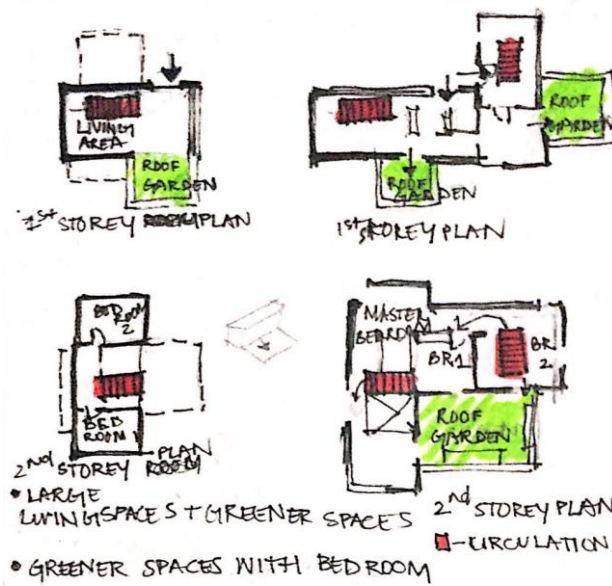 LIVING
AREA
ROOF
GARDEN
1st STOREY PLAN
ROOF
GARDEN
ROOF
GARDEN
1st STOREY PLAN
BED
ROOM
2
BED
ROOM 1
2nd STOREY PLAN
MASTER
BEDROOM
BR1
BR
2
ROOF
GARDEN
2nd STOREY PLAN
• LARGE
LIVING SPACES + GREENER SPACES
- CIRCULATION
• GREENER SPACES WITH BEDROOM